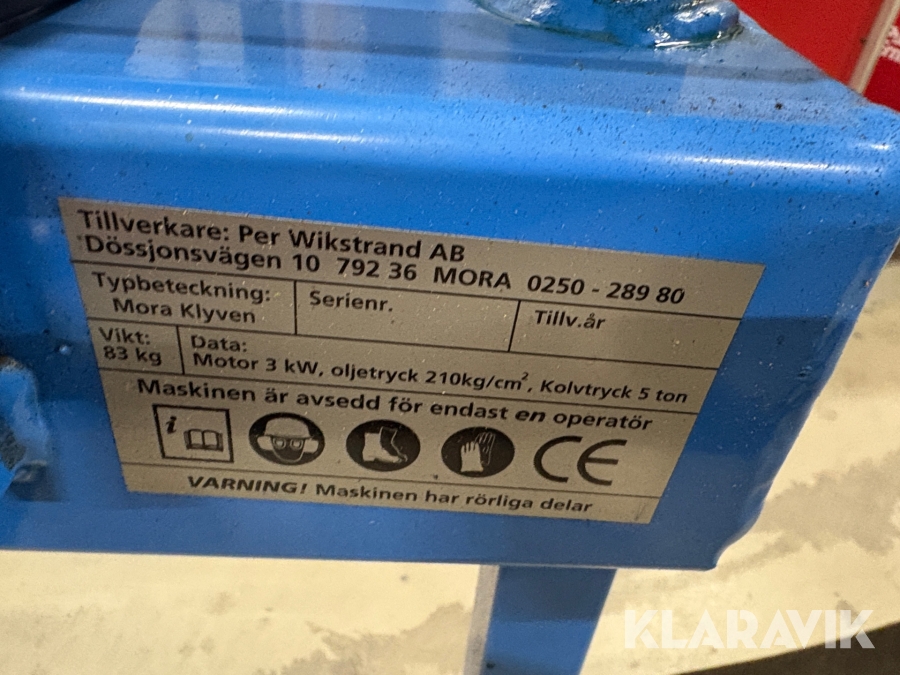 Tillverkare: Per Wikstrand AB
Dössjonsvägen 10 792 36 MORA 0250 - 289 80
Typbeteckning:
Mora Klyven
Serienr.
Tillv.år
Vikt:
83 kg
Data:
Motor 3 kW, oljetryck 210kg/cm², Kolvtryck 5 ton
Maskinen är avsedd för endast en operatör
i
CE
VARNING! Maskinen har rörliga delar
KLARAVIK